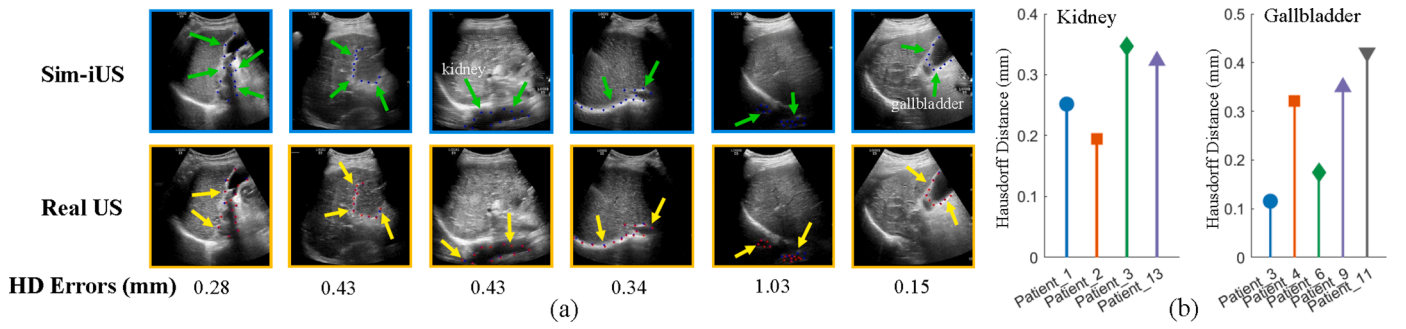 Sim-iUS
kidney
gallbladder
Real US
HD Errors (mm)
0.28
0.43
0.43
0.34
1.03
0.15
(a)
Kidney
Hausdorff Distance (mm)
0.4
0.3
0.2
0.1
0
Patient_1
Patient_2
Patient_3
Patient_13
Gallbladder
Hausdorff Distance (mm)
0.5
0.4
0.3
0.2
0.1
0
Patient_3
Patient_4
Patient_6
Patient_9
Patient_11
(b)